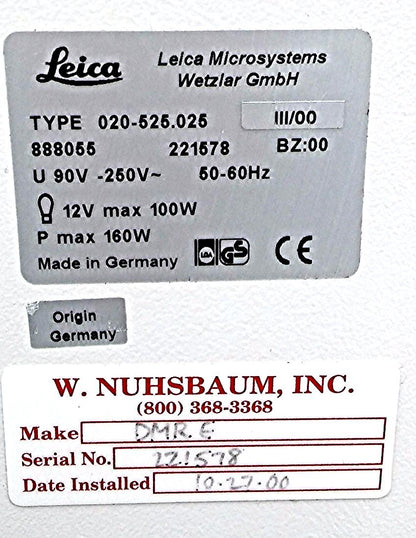 Leica Leica Microsystems
Wetzlar GmbH
TYPE 020-525.025 III/00
888055 221578 BZ:00
U 90V -250V~ 50-60Hz
12V max 100W
P max 160W
Made in Germany LGA GS CE
Origin
Germany
W. NUHSBAUM, INC.
(800) 368-3368
Make DMR.E
Serial No. 221578
Date Installed 10-27-00